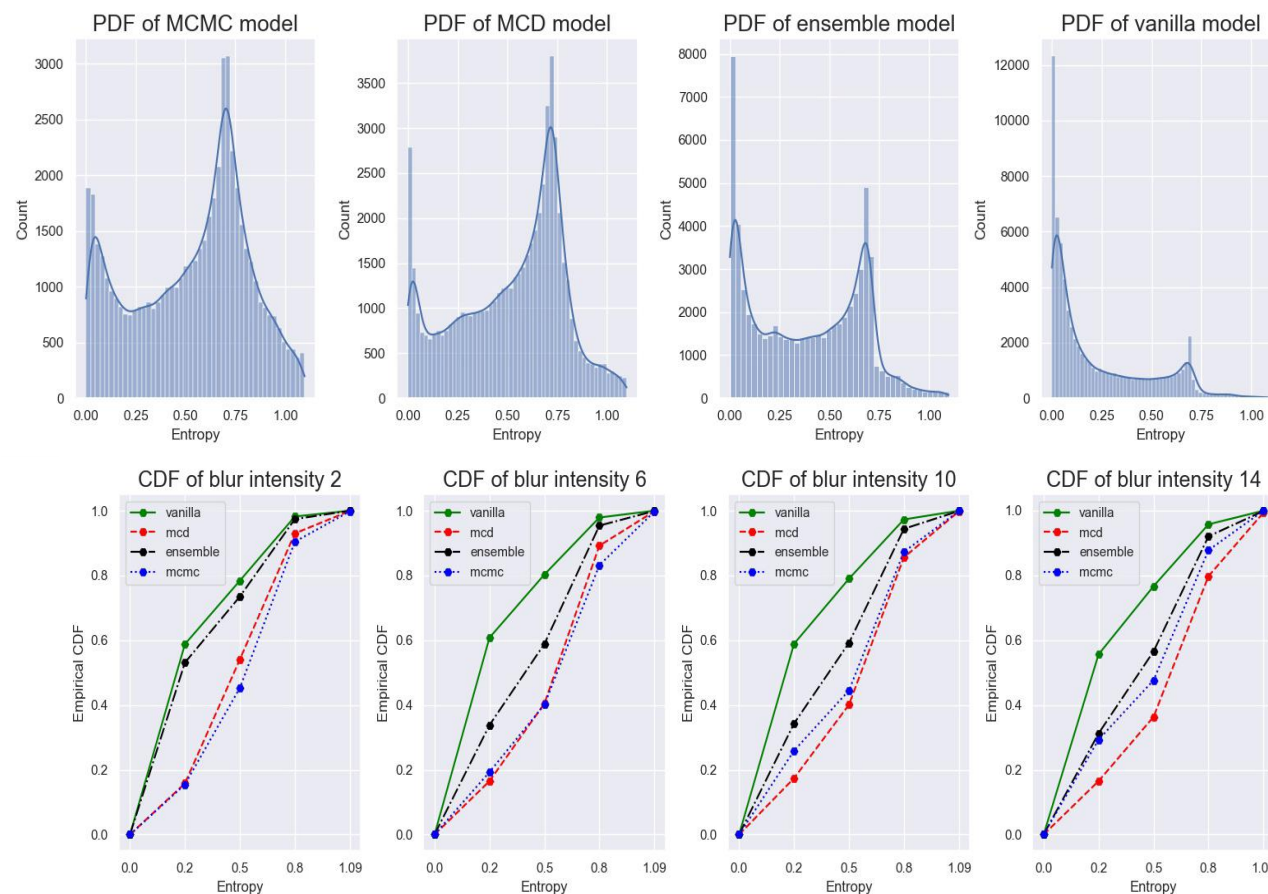 PDF of MCMC model
3000
2500
2000
1500
1000
500
0
Count
0.00 0.25 0.50 0.75 1.00
Entropy
PDF of MCD model
3500
3000
2500
2000
1500
1000
500
0
Count
0.00 0.25 0.50 0.75 1.00
Entropy
PDF of ensemble model
8000
7000
6000
5000
4000
3000
2000
1000
0
Count
0.00 0.25 0.50 0.75 1.00
Entropy
PDF of vanilla model
12000
10000
8000
6000
4000
2000
0
Count
0.00 0.25 0.50 0.75 1.00
Entropy
CDF of blur intensity 2
vanilla
mcd
ensemble
mcmc
1.0
0.8
0.6
0.4
0.2
0.0
Empirical CDF
0.0 0.2 0.5 0.8 1.09
Entropy
CDF of blur intensity 6
vanilla
mcd
ensemble
mcmc
1.0
0.8
0.6
0.4
0.2
0.0
Empirical CDF
0.0 0.2 0.5 0.8 1.09
Entropy
CDF of blur intensity 10
vanilla
mcd
ensemble
mcmc
1.0
0.8
0.6
0.4
0.2
0.0
Empirical CDF
0.0 0.2 0.5 0.8 1.09
Entropy
CDF of blur intensity 14
vanilla
mcd
ensemble
mcmc
1.0
0.8
0.6
0.4
0.2
0.0
Empirical CDF
0.0 0.2 0.5 0.8 1.0
Entropy